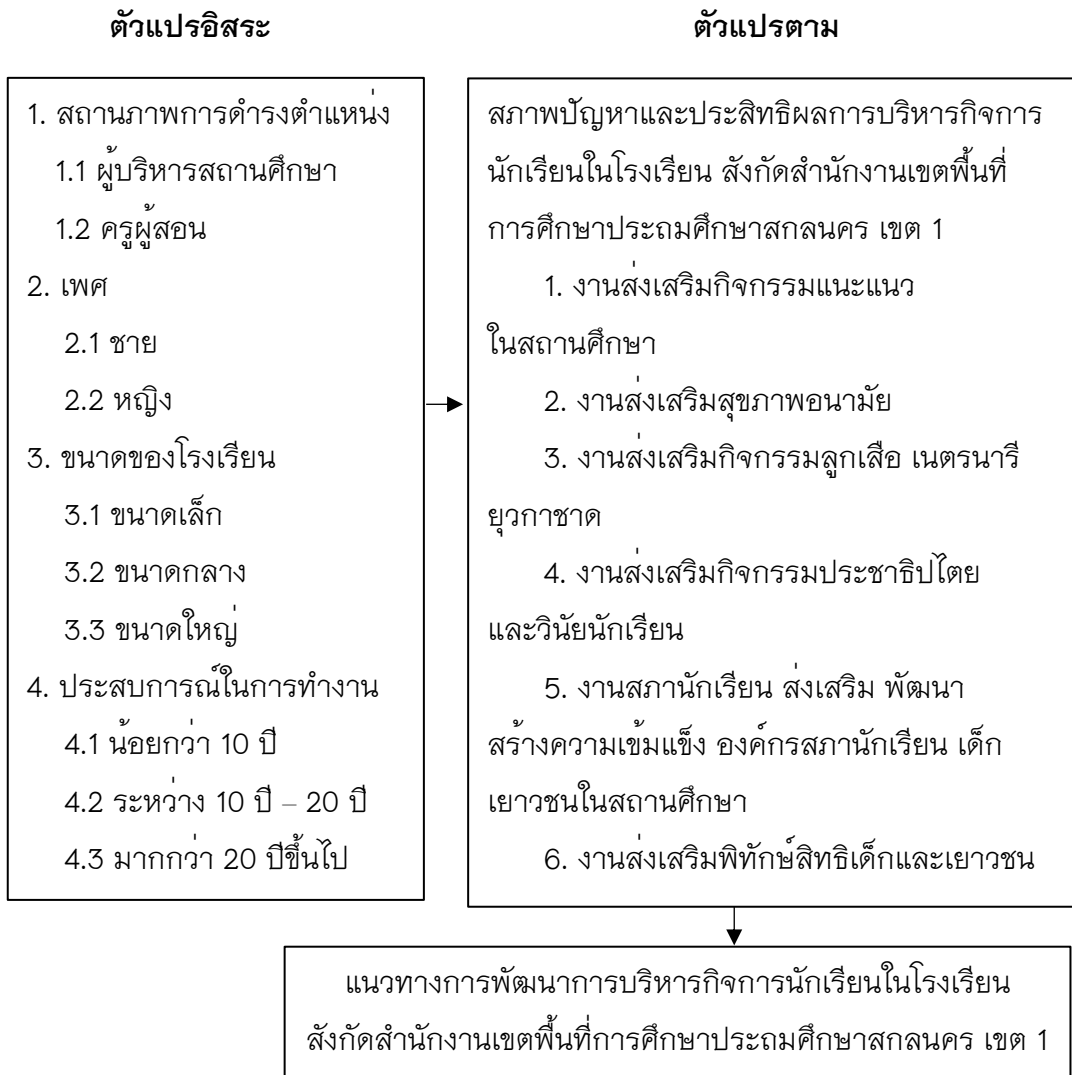 ตัวแปรอิสระ
1. สถานภาพการดำรงตำแหน่ง
1.1 ผู้บริหารสถานศึกษา
1.2 ครูผู้สอน
2. เพศ
2.1 ชาย
2.2 หญิง
3. ขนาดของโรงเรียน
3.1 ขนาดเล็ก
3.2 ขนาดกลาง
3.3 ขนาดใหญ่
4. ประสบการณ์ในการทำงาน
4.1 น้อยกว่า 10 ปี
4.2 ระหว่าง 10 ปี – 20 ปี
4.3 มากกว่า 20 ปีขึ้นไป
ตัวแปรตาม
สภาพปัญหาและประสิทธิผลการบริหารกิจการ
นักเรียนในโรงเรียน สังกัดสำนักงานเขตพื้นที่
การศึกษาประถมศึกษาสกลนคร เขต 1
1. งานส่งเสริมกิจกรรมแนะแนว
ในสถานศึกษา
2. งานส่งเสริมสุขภาพอนามัย
3. งานส่งเสริมกิจกรรมลูกเสือ เนตรนารี
ยุวกาชาด
4. งานส่งเสริมกิจกรรมประชาธิปไตย
และวินัยนักเรียน
5. งานสภานักเรียน ส่งเสริม พัฒนา
สร้างความเข้มแข็ง องค์กรสภานักเรียน เด็ก
เยาวชนในสถานศึกษา
6. งานส่งเสริมพิทักษ์สิทธิเด็กและเยาวชน
แนวทางการพัฒนาการบริหารกิจการนักเรียนในโรงเรียน
สังกัดสำนักงานเขตพื้นที่การศึกษาประถมศึกษาสกลนคร เขต 1